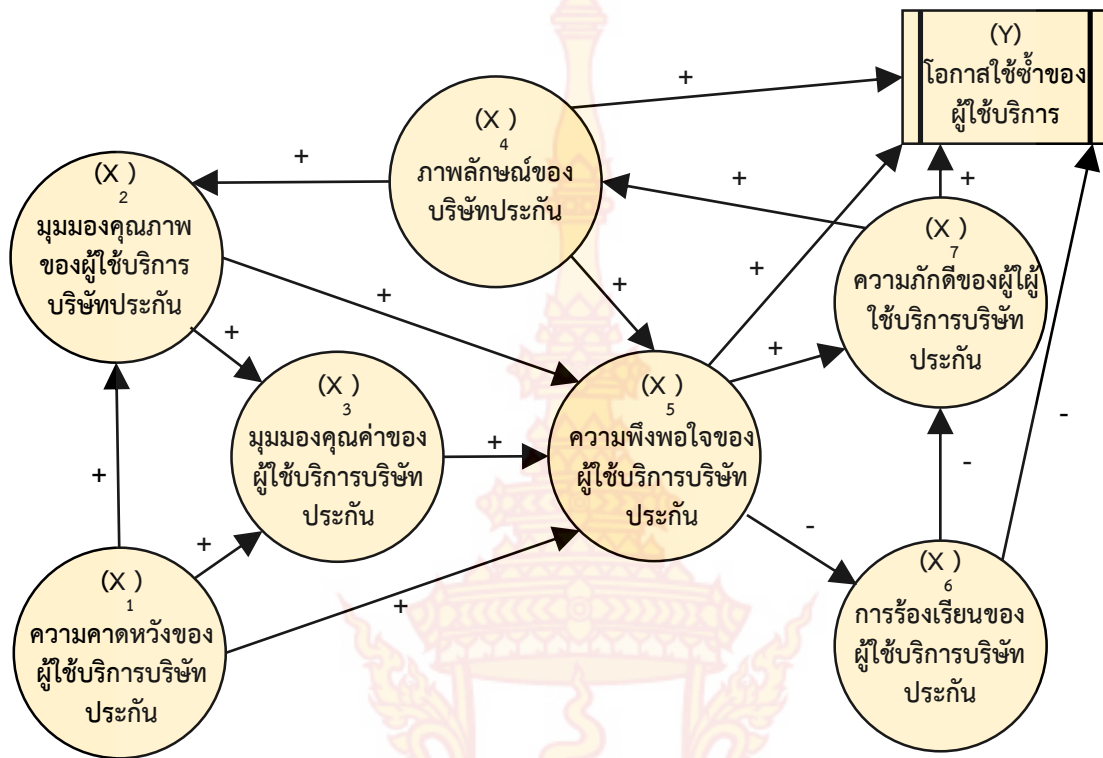 (Y)
โอกาสใช้ซ้ำของ
ผู้ใช้บริการ
+
(X )
4
ภาพลักษณ์ของ
บริษัทประกัน
+
+
(X )
2
มุมมองคุณภาพ
ของผู้ใช้บริการ
บริษัทประกัน
+
(X )
7
ความภักดีของผู้ใผู้
ใช้บริการบริษัท
ประกัน
+
+
+
+
+
(X )
3
มุมมองคุณค่าของ
ผู้ใช้บริการบริษัท
ประกัน
+
(X )
5
ความพึงพอใจของ
ผู้ใช้บริการบริษัท
ประกัน
+
-
+
-
-
+
+
(X )
1
ความคาดหวังของ
ผู้ใช้บริการบริษัท
ประกัน
(X )
6
การร้องเรียนของ
ผู้ใช้บริการบริษัท
ประกัน